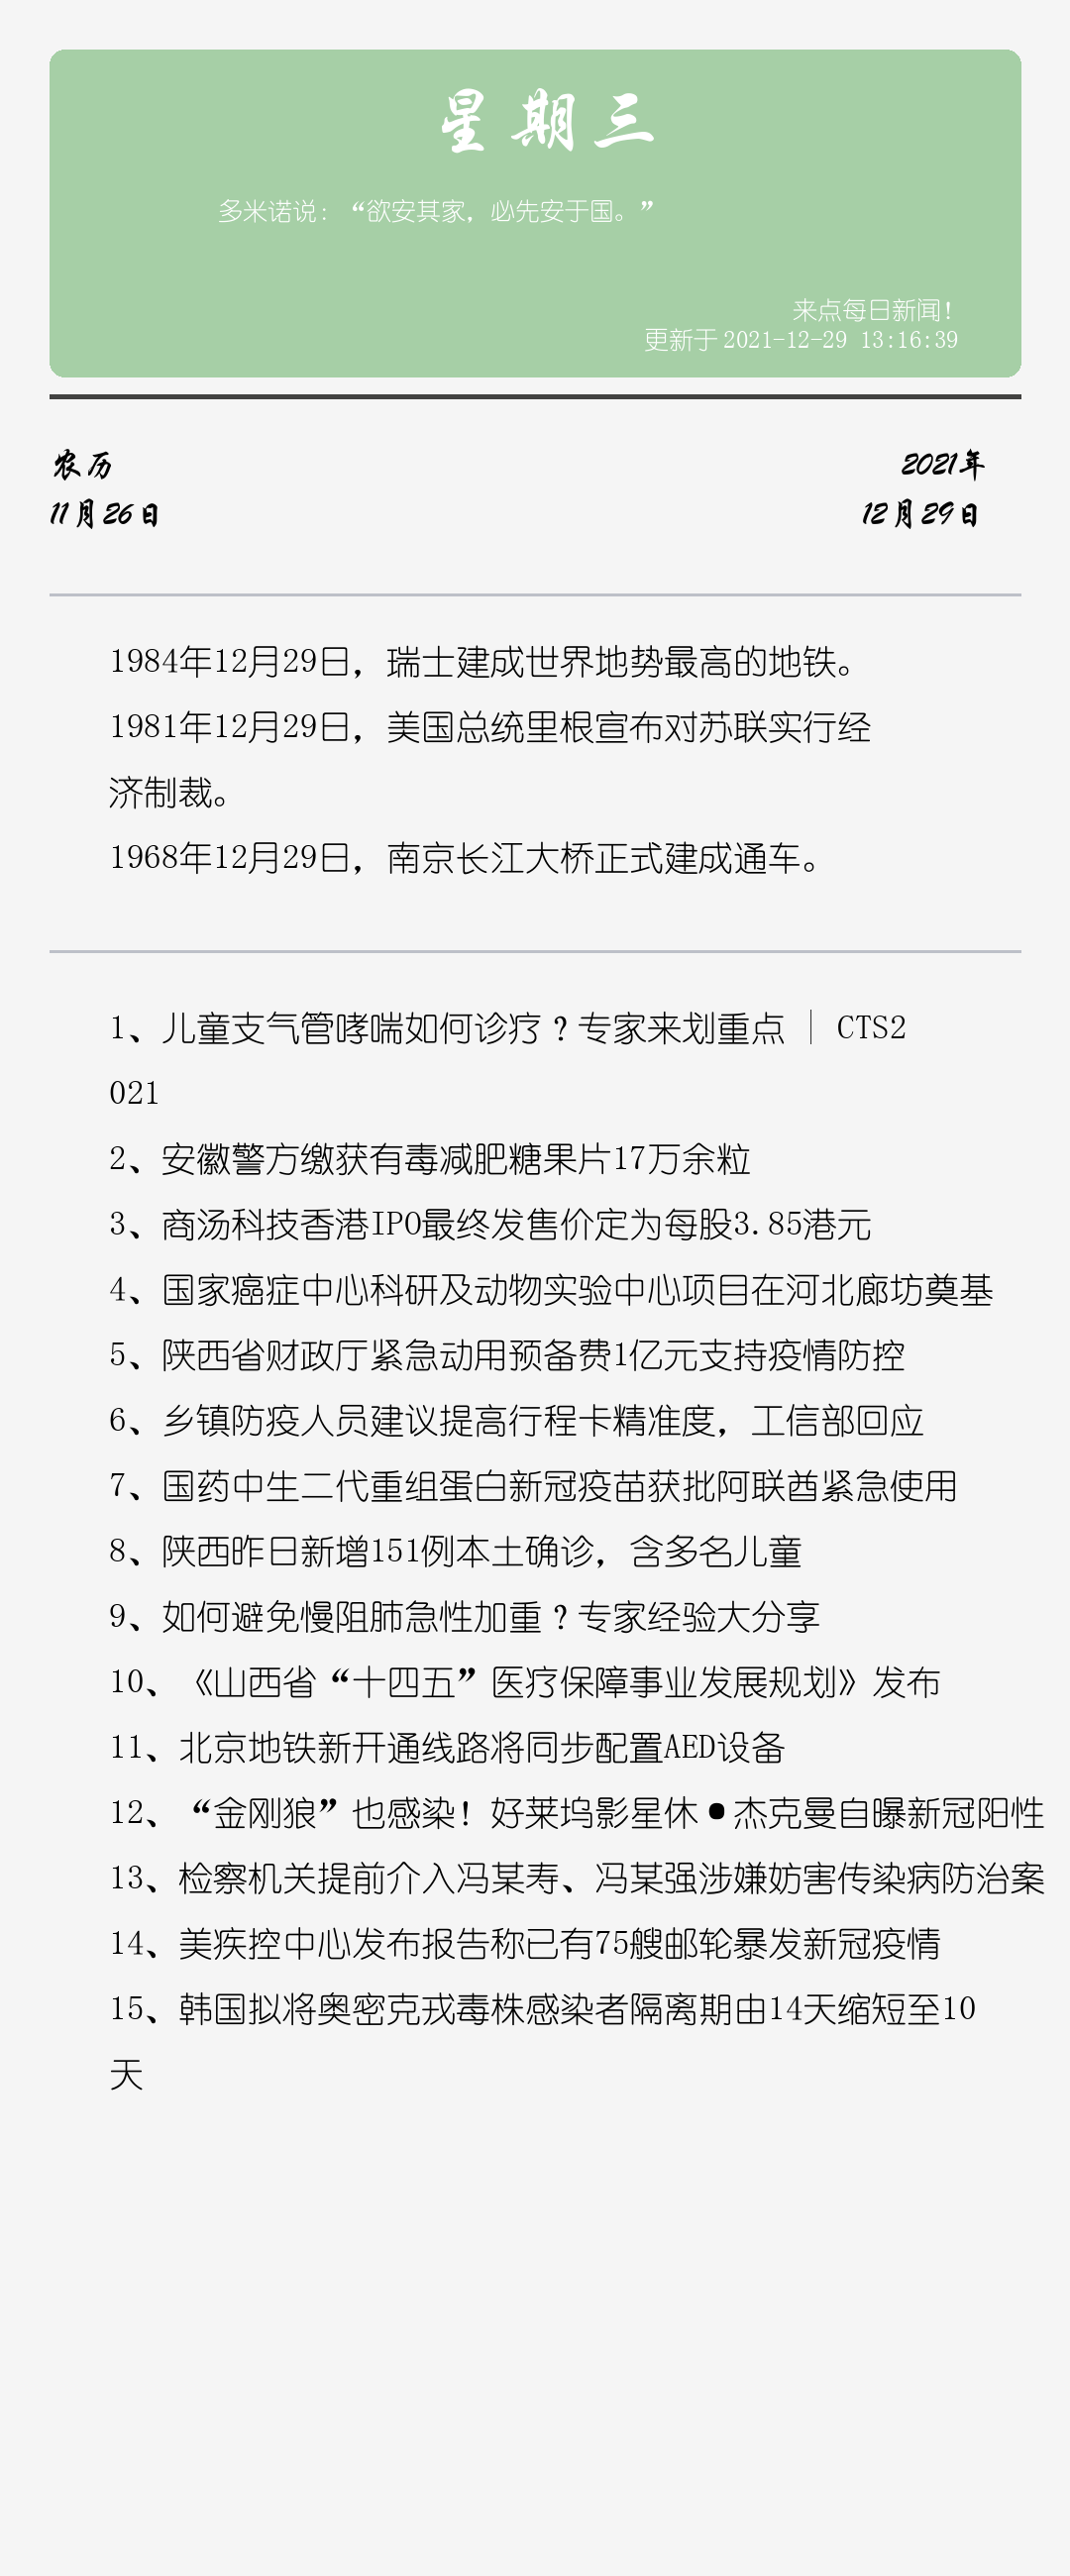 星期三
多米诺说：“欲安其家，必先安于国。”
来点每日新闻！
更新于2021-12-29 13:16:39
农历
2021年
11月26日
12月29日
1984年12月29日，瑞士建成世界地势最高的地铁。
1981年12月29日，美国总统里根宣布对苏联实行经
济制裁。
1968年12月29日，南京长江大桥正式建成通车。
1、儿童支气管哮喘如何诊疗？专家来划重点 | CTS2
021
2、安徽警方缴获有毒减肥糖果片17万余粒
3、商汤科技香港IPO最终发售价定为每股3.85港元
4、国家癌症中心科研及动物实验中心项目在河北廊坊奠基
5、陕西省财政厅紧急动用预备费1亿元支持疫情防控
6、乡镇防疫人员建议提高行程卡精准度，工信部回应
7、国药中生二代重组蛋白新冠疫苗获批阿联酋紧急使用
8、陕西昨日新增151例本土确诊，含多名儿童
9、如何避免慢阻肺急性加重？专家经验大分享
10、《山西省“十四五”医疗保障事业发展规划》发布
11、北京地铁新开通线路将同步配置AED设备
12、“金刚狼”也感染！好莱坞影星休•杰克曼自曝新冠阳性
13、检察机关提前介入冯某寿、冯某强涉嫌妨害传染病防治案
14、美疾控中心发布报告称已有75艘邮轮暴发新冠疫情
15、韩国拟将奥密克戎毒株感染者隔离期由14天缩短至10
天